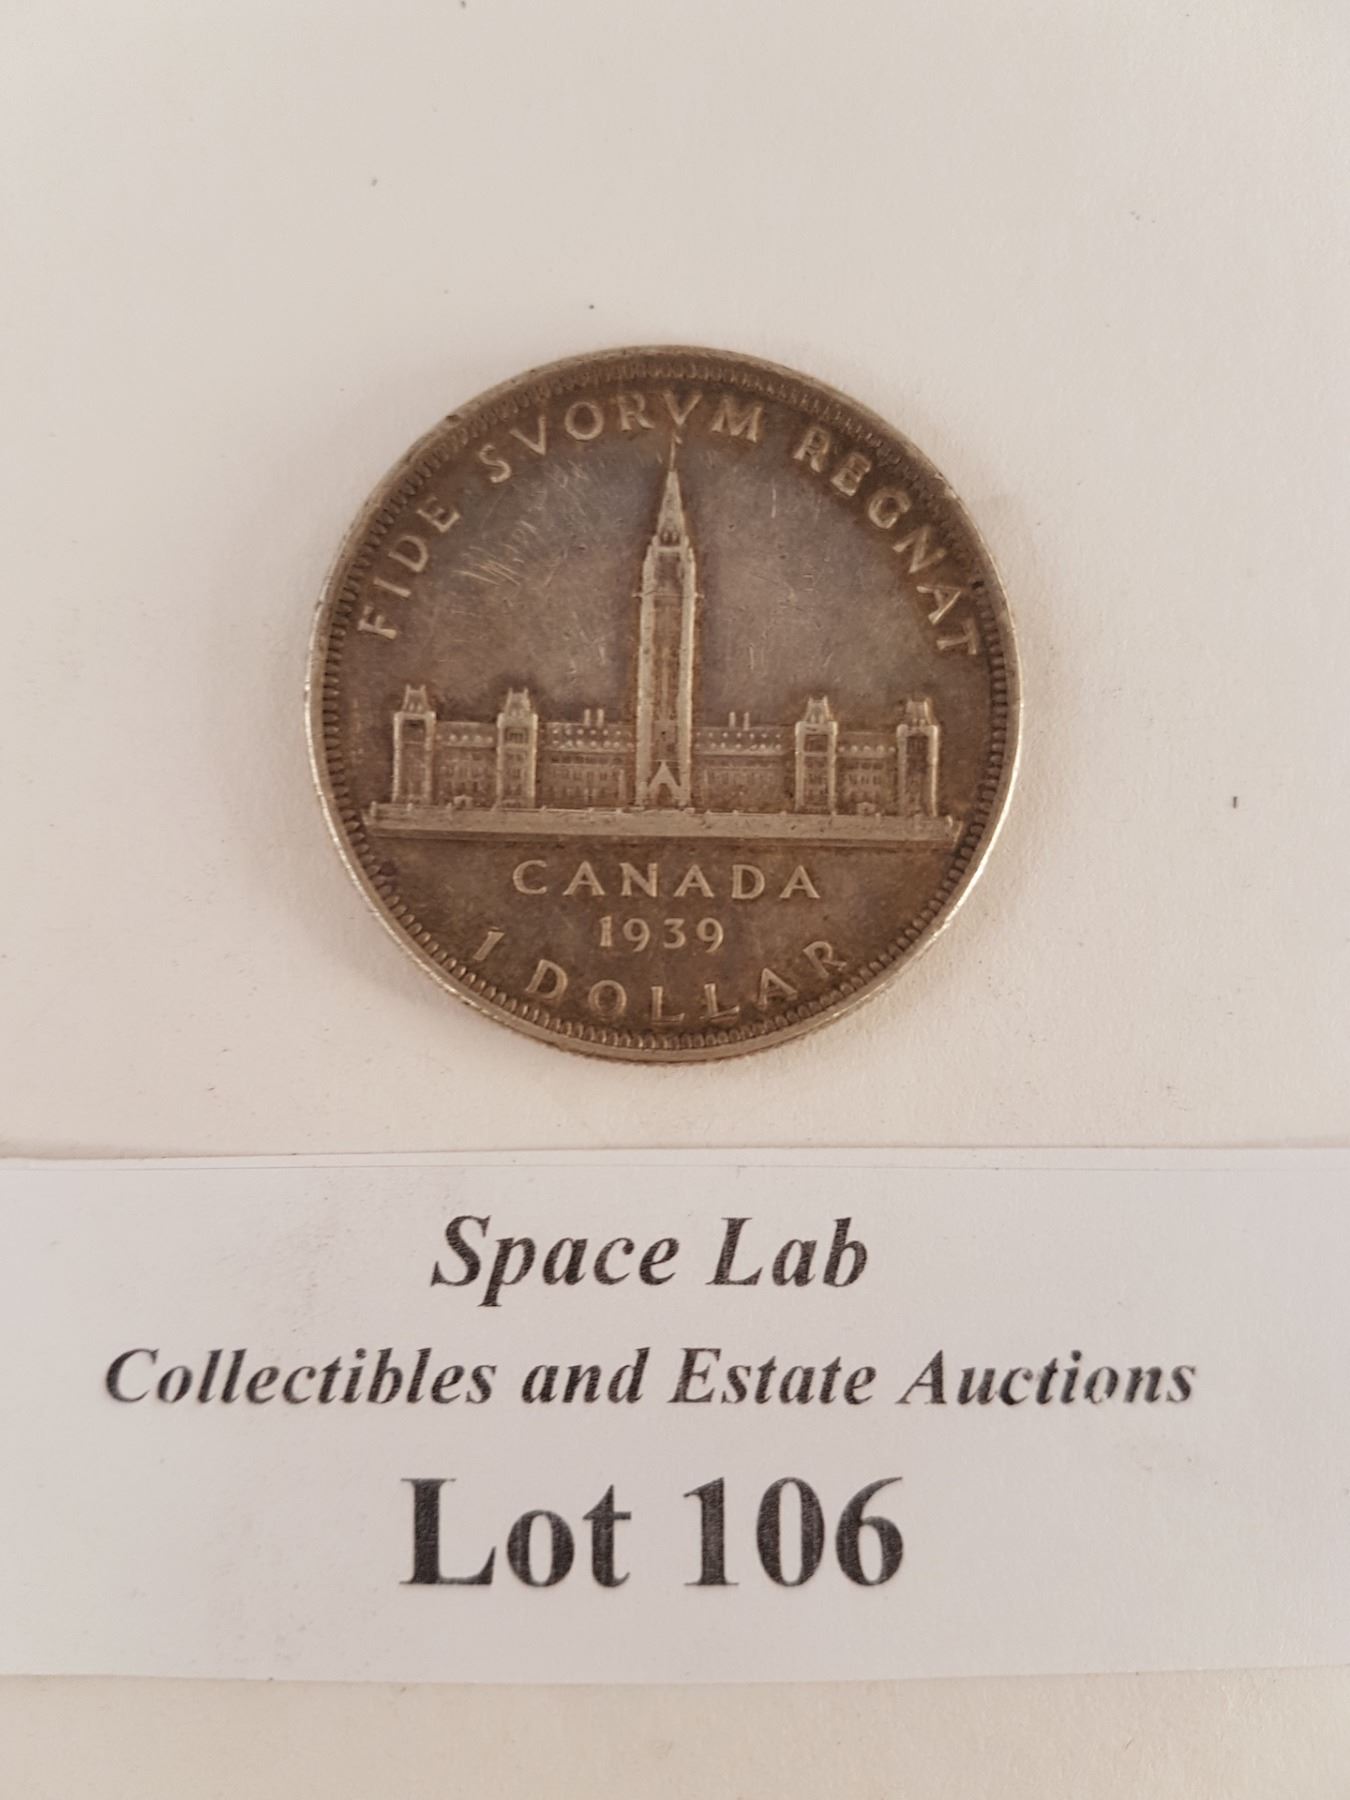 FIDE SVORVM REGNAT
CANADA
1939
1 DOLLAR
Space Lab
Collectibles and Estate Auctions
Lot 106